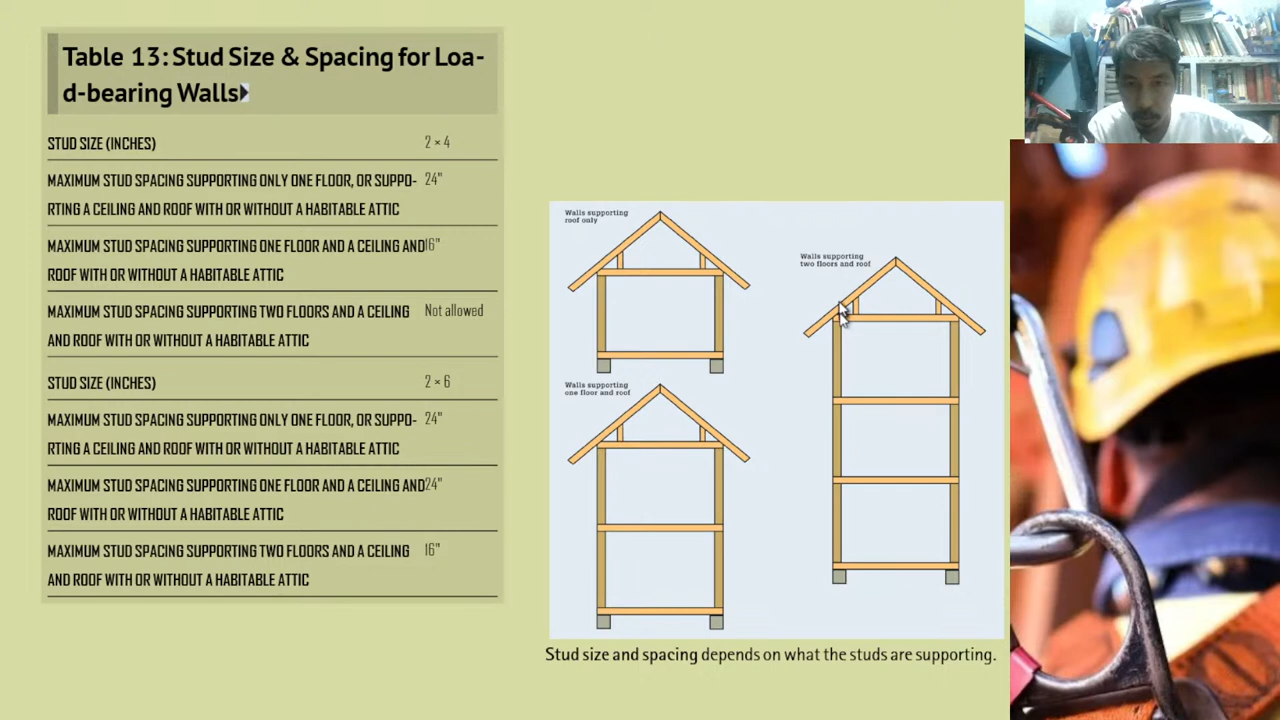 Table 13: Stud Size & Spacing for Loa-
d-bearing Walls
STUD SIZE (INCHES) 2 × 4
MAXIMUM STUD SPACING SUPPORTING ONLY ONE FLOOR, OR SUPPO- 24"
RTING A CEILING AND ROOF WITH OR WITHOUT A HABITABLE ATTIC
MAXIMUM STUD SPACING SUPPORTING ONE FLOOR AND A CEILING AND 16"
ROOF WITH OR WITHOUT A HABITABLE ATTIC
MAXIMUM STUD SPACING SUPPORTING TWO FLOORS AND A CEILING Not allowed
AND ROOF WITH OR WITHOUT A HABITABLE ATTIC
STUD SIZE (INCHES) 2 × 6
MAXIMUM STUD SPACING SUPPORTING ONLY ONE FLOOR, OR SUPPO- 24"
RTING A CEILING AND ROOF WITH OR WITHOUT A HABITABLE ATTIC
MAXIMUM STUD SPACING SUPPORTING ONE FLOOR AND A CEILING AND 24"
ROOF WITH OR WITHOUT A HABITABLE ATTIC
MAXIMUM STUD SPACING SUPPORTING TWO FLOORS AND A CEILING 16"
AND ROOF WITH OR WITHOUT A HABITABLE ATTIC
Walls supporting
roof only
Walls supporting
one floor and roof
Walls supporting
two floors and roof
Stud size and spacing depends on what the studs are supporting.